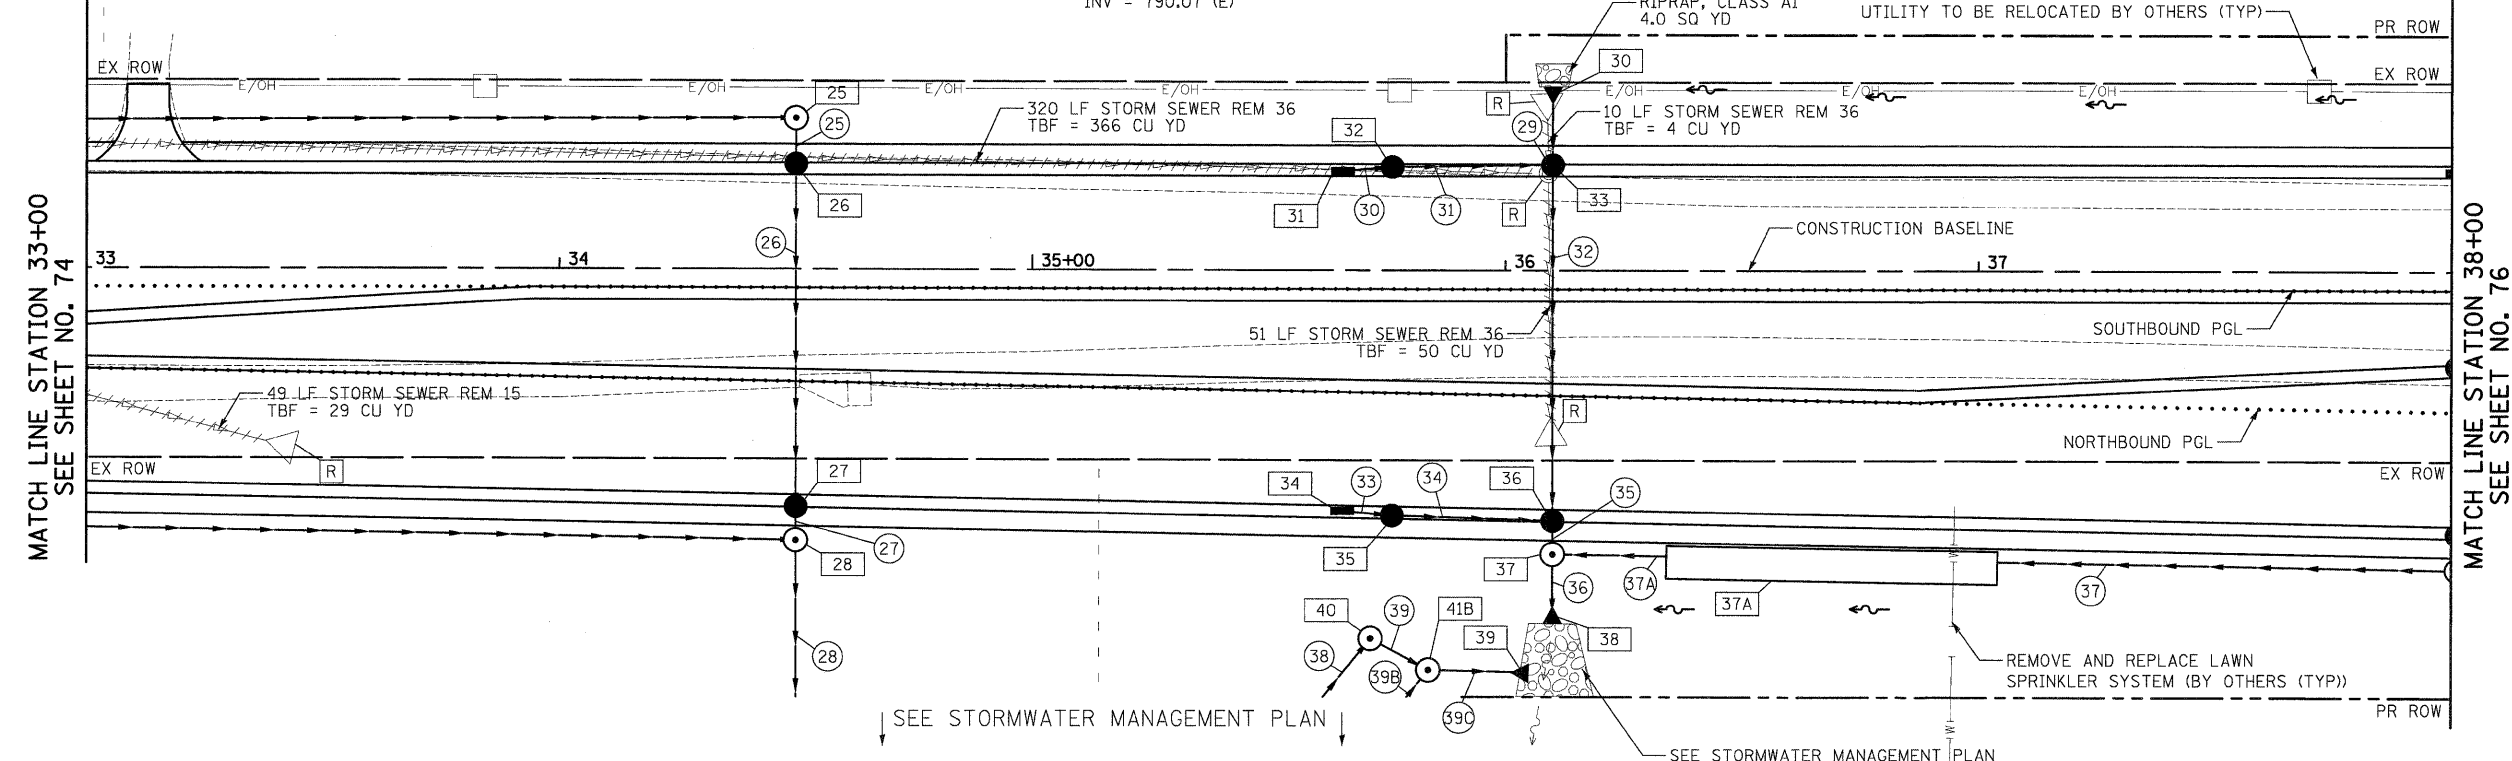 INV = 790.07 (E)
RIPRAP, CLASS A1
4.0 SQ YD
UTILITY TO BE RELOCATED BY OTHERS (TYP)
PR ROW
EX ROW
EX ROW
E/OH
E/OH
E/OH
E/OH
E/OH
E/OH
E/OH
25
30
R
25
320 LF STORM SEWER REM 36
TBF = 366 CU YD
32
29
10 LF STORM SEWER REM 36
TBF = 4 CU YD
26
31
30
31
R
33
MATCH LINE STATION 33+00
SEE SHEET NO. 74
MATCH LINE STATION 38+00
SEE SHEET NO. 76
CONSTRUCTION BASELINE
26
32
33
34
35+00
36
37
51 LF STORM SEWER REM 36
TBF = 50 CU YD
SOUTHBOUND PGL
49 LF STORM SEWER REM 15
TBF = 29 CU YD
R
NORTHBOUND PGL
EX ROW
R
27
EX ROW
34
33
34
36
35
27
28
35
37
37A
37A
36
37
W
40
39
41B
39
38
28
38
39B
39C
REMOVE AND REPLACE LAWN
SPRINKLER SYSTEM (BY OTHERS (TYP))
SEE STORMWATER MANAGEMENT PLAN
PR ROW
W
SEE STORMWATER MANAGEMENT PLAN